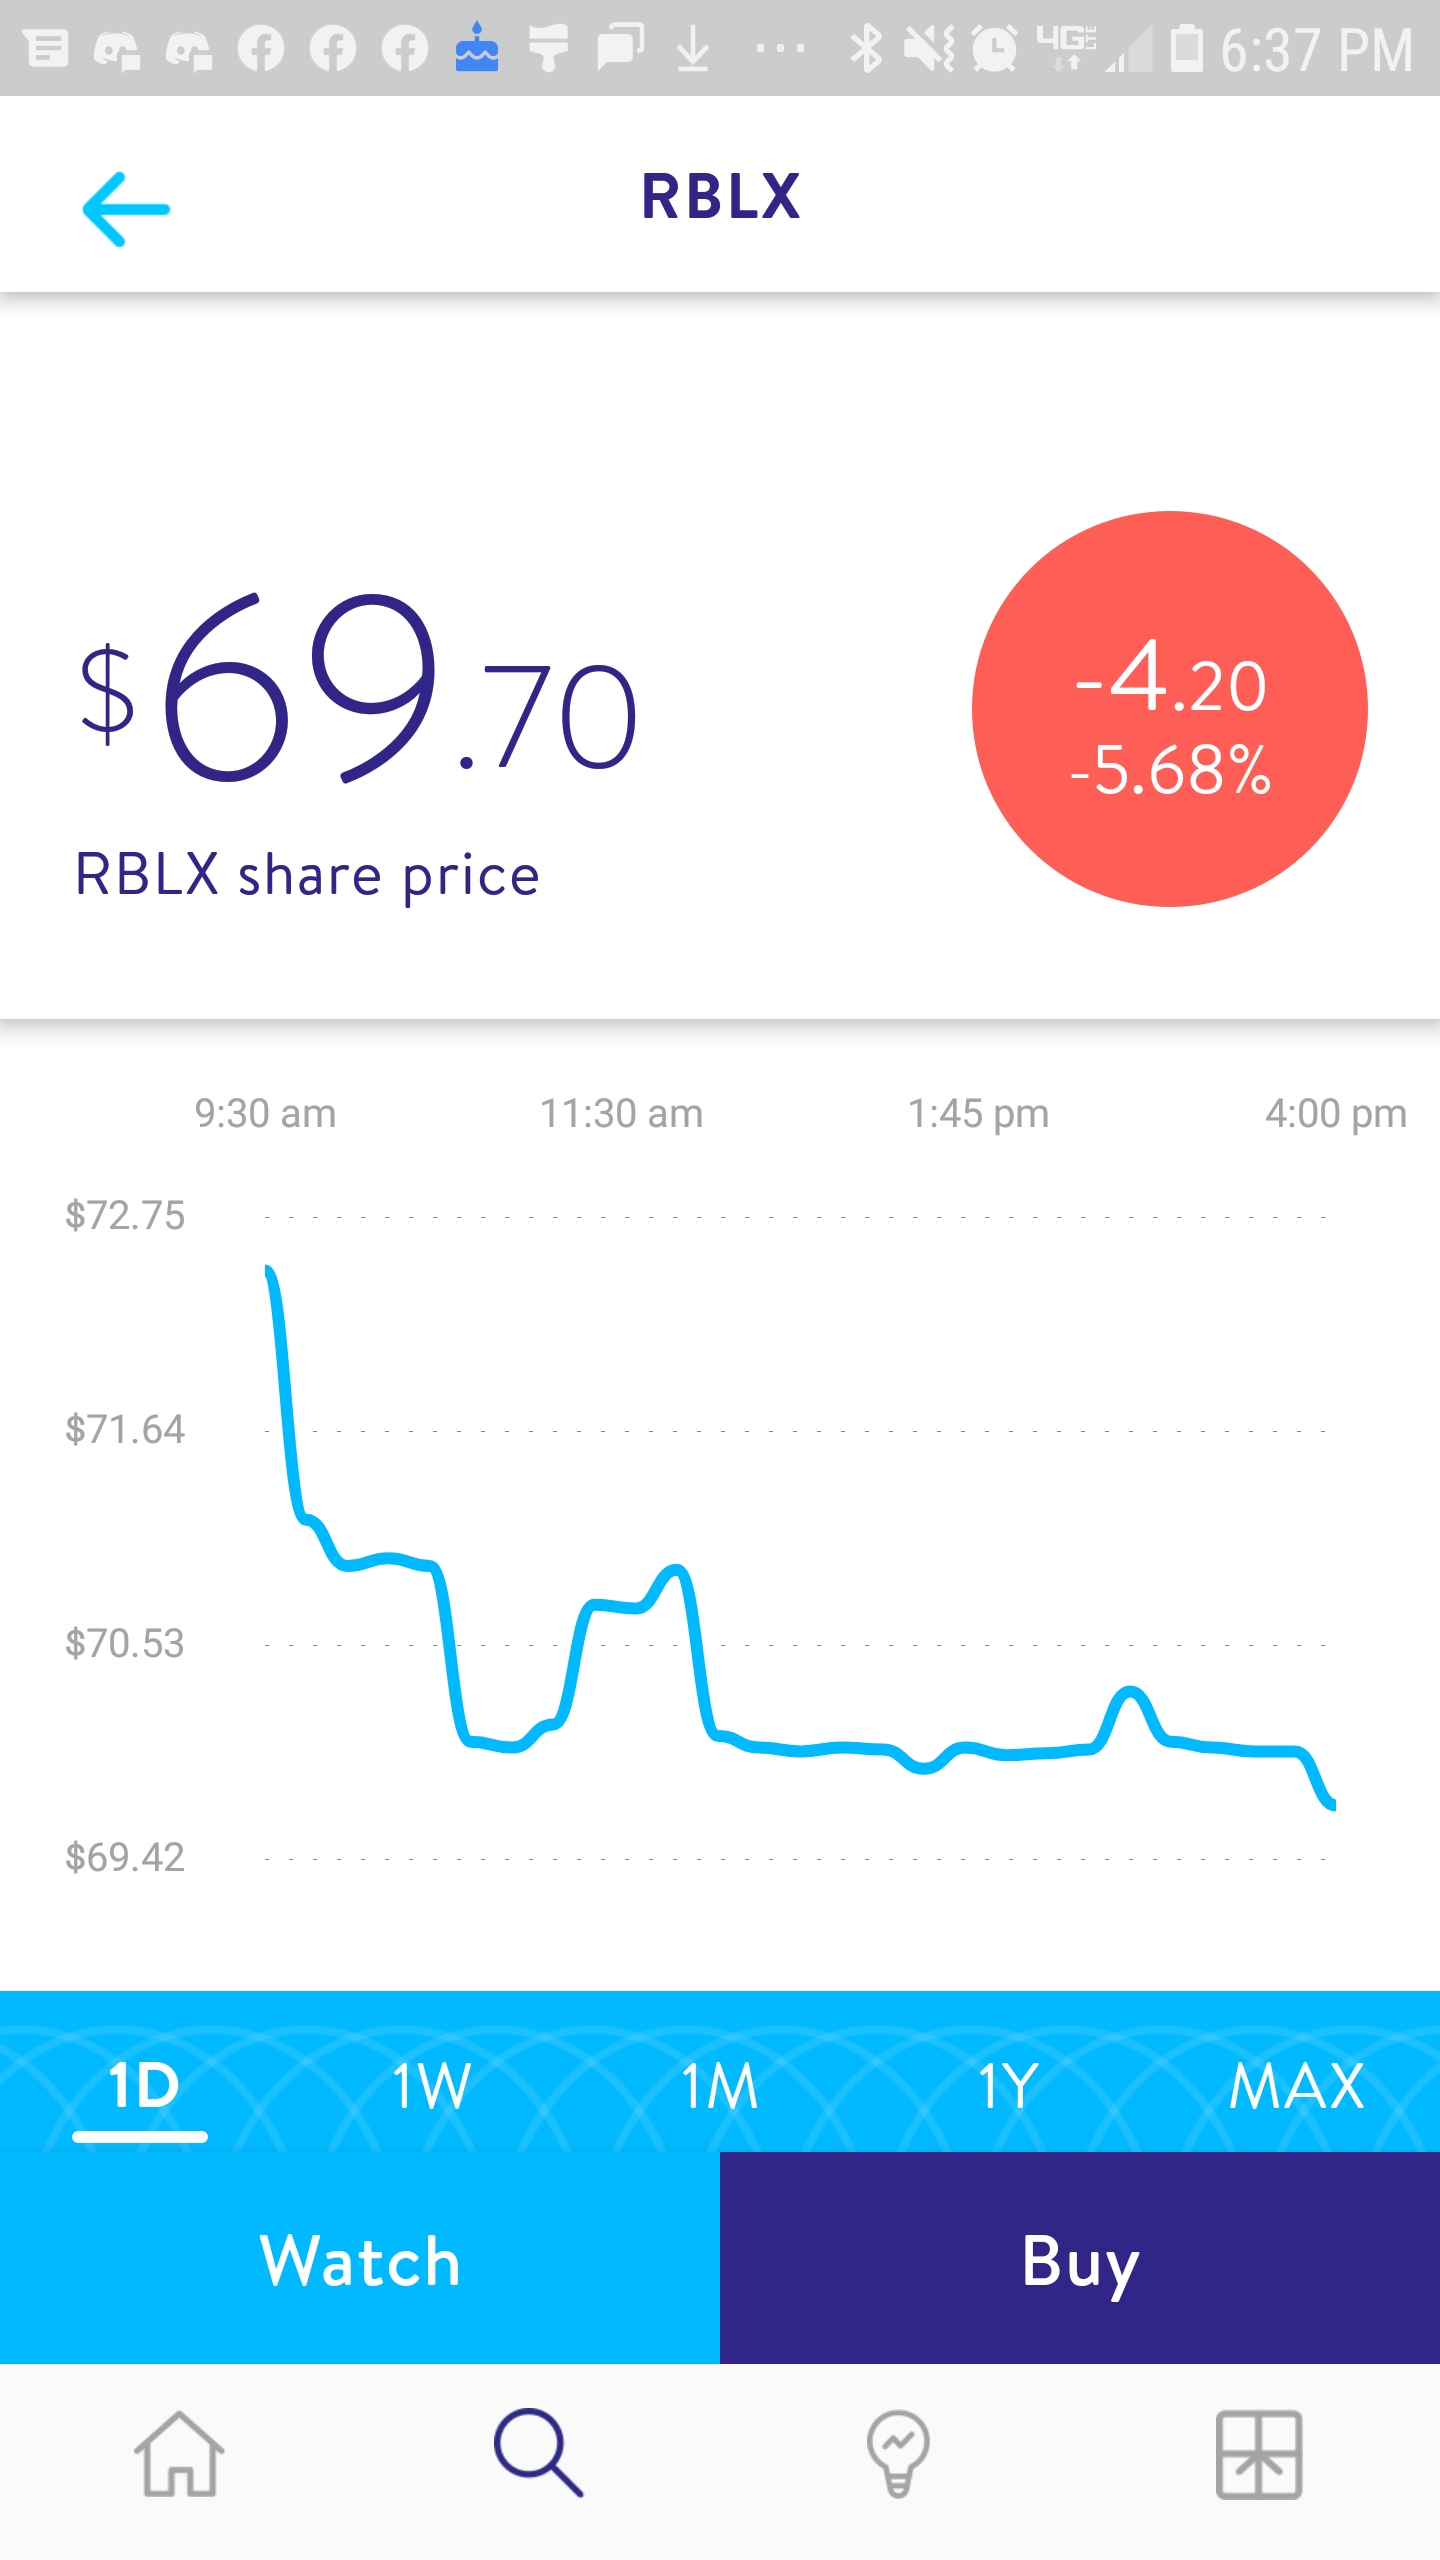 4G LTE 6:37 PM
RBLX
$69.70
-4.20
-5.68%
RBLX share price
9:30 am 11:30 am 1:45 pm 4:00 pm
$72.75
$71.64
$70.53
$69.42
1D 1W 1M 1Y MAX
Watch Buy